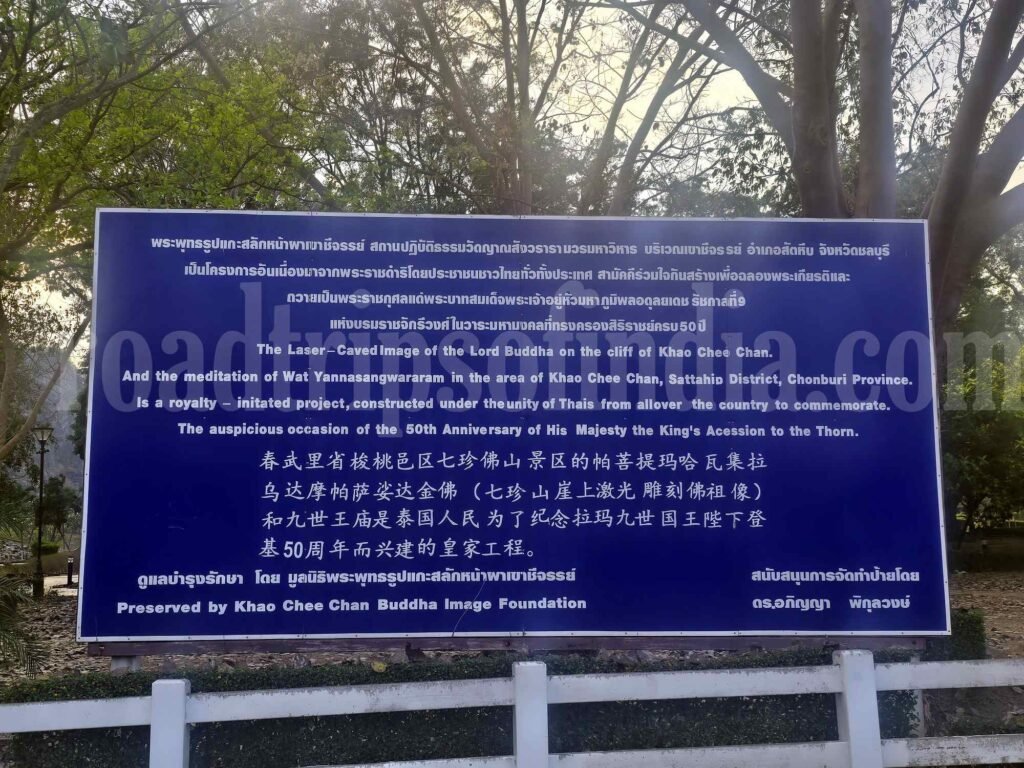 พระพุทธรูปแกะสลักหน้าผาเขาชีจรรย์ สถานปฏิบัติธรรมวัดญาณสังวรารามวรมหาวิหาร บริเวณเขาชีจรรย์ อำเภอสัตหีบ จังหวัดชลบุรี
เป็นโครงการอันเนื่องมาจากพระราชดำริโดยประชาชนชาวไทยทั่วทั้งประเทศ สามัคคีร่วมใจกันสร้างเพื่อฉลองพระเกียรติและ
ถวายเป็นพระราชกุศลแด่พระบาทสมเด็จพระเจ้าอยู่หัวมหาภูมิพลอดุลยเดช รัชกาลที่9
แห่งบรมราชจักรีวงศ์ในวาระมหามงคลที่ทรงครองสิริราชย์ครบ 50 ปี
The Laser-Caved Image of the Lord Buddha on the cliff of Khao Chee Chan.
And the meditation of Wat Yannasangwararam in the area of Khao Chee Chan, Sattahip District, Chonburi Province.
Is a royalty - initated project, constructed under the unity of Thais from allover the country to commemorate.
The auspicious occasion of the 50th Anniversary of His Majesty the King's Acession to the Thorn.
roadtripsofindia.com
春武里省梭桃邑区七珍佛山景区的帕菩提玛哈瓦集拉
乌达摩帕萨娑达金佛（七珍山崖上激光雕刻佛祖像）
和九世王庙是泰国人民为了纪念拉玛九世国王陛下登
基50周年而兴建的皇家工程。
ดูแลบำรุงรักษา โดย มูลนิธิพระพุทธรูปแกะสลักหน้าผาเขาชีจรรย์
Preserved by Khao Chee Chan Buddha Image Foundation
สนับสนุนการจัดทำป้ายโดย
ดร.อภิญญา พิกุลวงษ์